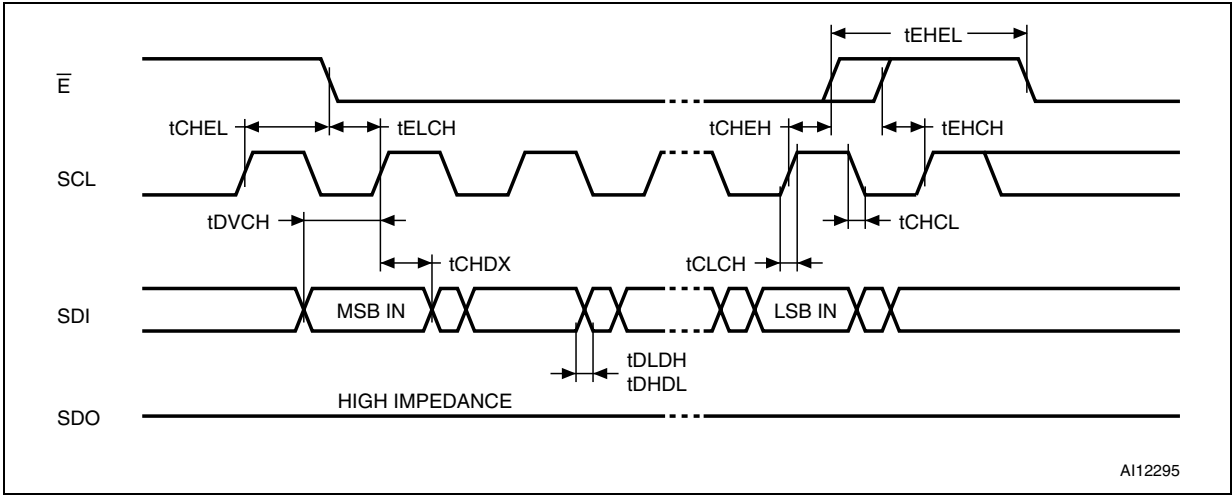 tEHEL
E̅
tCHEL tELCH tCHEH tEHCH
SCL
tDVCH tCHCL
tCHDX tCLCH
SDI MSB IN LSB IN
tDLDH
tDHDL
HIGH IMPEDANCE
SDO
AI12295